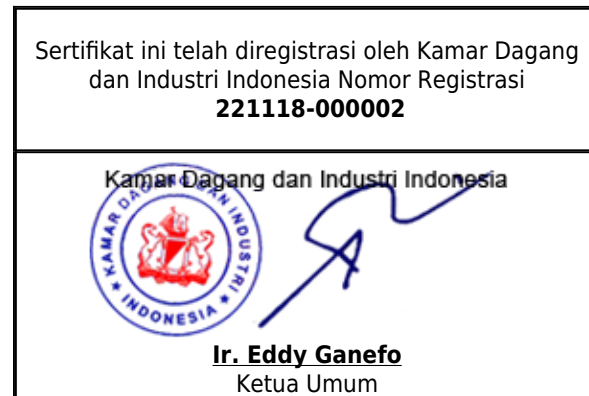 Sertifikat ini telah diregistrasi oleh Kamar Dagang
dan Industri Indonesia Nomor Registrasi
221118-000002
Kamar Dagang dan Industri Indonesia
KAMAR DAGANG DAN INDUSTRI
INDONESIA
Ir. Eddy Ganefo
Ketua Umum